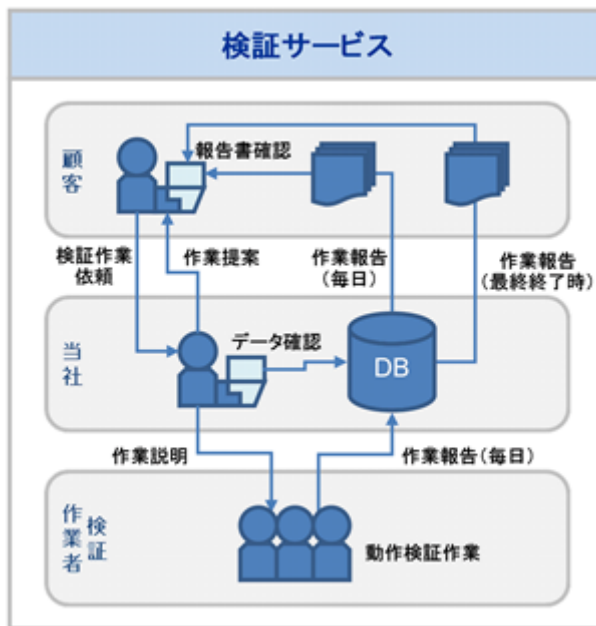 検証サービス
顧客
報告書確認
検証作業
依頼
作業提案
作業報告
(毎日)
作業報告
(最終終了時)
当社
データ確認
DB
作業説明
作業報告(毎日)
検証
作業者
動作検証作業